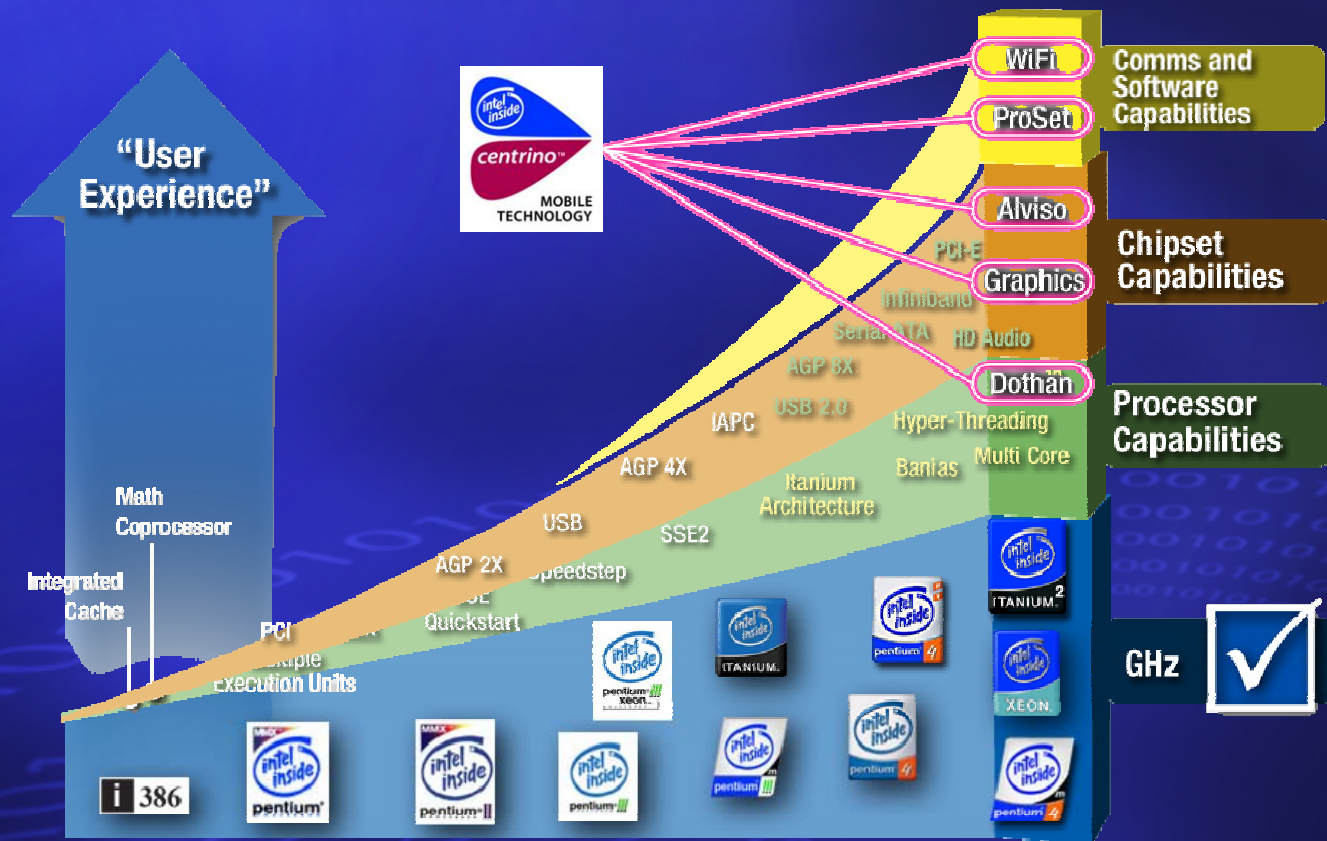 “User
Experience”
intel
inside
centrino™
MOBILE
TECHNOLOGY
WiFi
ProSet
Comms and
Software
Capabilities
Alviso
PCI-E
Graphics
Chipset
Capabilities
Infiniband
Serial ATA
HD Audio
AGP 8X
Dothan
USB 2.0
IAPC
Hyper-Threading
Processor
Capabilities
Multi Core
Banias
AGP 4X
Itanium
Architecture
Math
Coprocessor
USB
SSE2
AGP 2X
Speedstep
Integrated
Cache
Quickstart
PCI
Execution Units
intel
inside
ITANIUM. 2
intel
inside
pentium 4
intel
inside
ITANIUM.
intel
inside
pentium III
xeon
intel
inside
XEON.
GHz
MMX
intel
inside
pentium
MMX
intel
inside
pentium II
intel
inside
pentium III
intel
inside
pentium III m
intel
inside
pentium 4
intel
inside
pentium 4 m
i 386